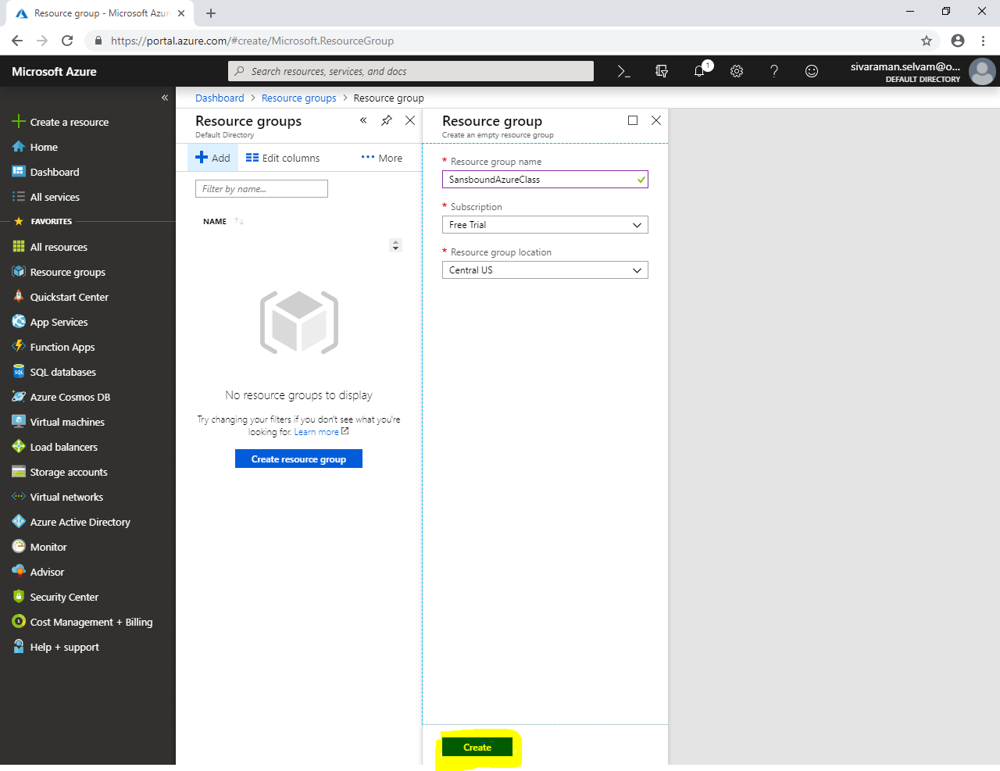 Resource group - Microsoft Azur
https://portal.azure.com/#create/Microsoft.ResourceGroup
Microsoft Azure
Search resources, services, and docs
1
sivaraman.selvam@o...
DEFAULT DIRECTORY
Dashboard > Resource groups > Resource group
Create a resource
Home
Dashboard
All services
FAVORITES
All resources
Resource groups
Quickstart Center
App Services
Function Apps
SQL databases
Azure Cosmos DB
Virtual machines
Load balancers
Storage accounts
Virtual networks
Azure Active Directory
Monitor
Advisor
Security Center
Cost Management + Billing
Help + support
Resource groups
Default Directory
Add
Edit columns
More
Filter by name...
NAME
No resource groups to display
Try changing your filters if you don't see what you're
looking for. Learn more
Create resource group
Resource group
Create an empty resource group
* Resource group name
SansboundAzureClass
* Subscription
Free Trial
* Resource group location
Central US
Create